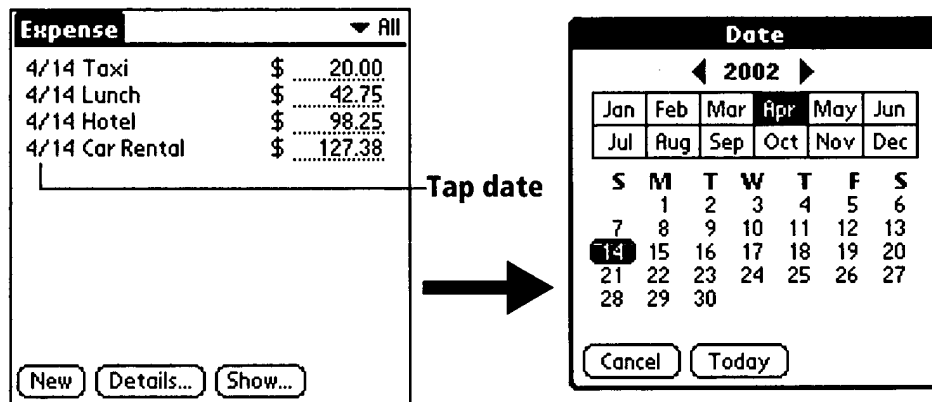 Expense ▼ All
4/14 Taxi $ 20.00
4/14 Lunch $ 42.75
4/14 Hotel $ 98.25
4/14 Car Rental $ 127.38
New Details... Show...
Tap date
Date
2002
Jan Feb Mar Apr May Jun
Jul Aug Sep Oct Nov Dec
S M T W T F S
1 2 3 4 5 6
7 8 9 10 11 12 13
14 15 16 17 18 19 20
21 22 23 24 25 26 27
28 29 30
Cancel Today